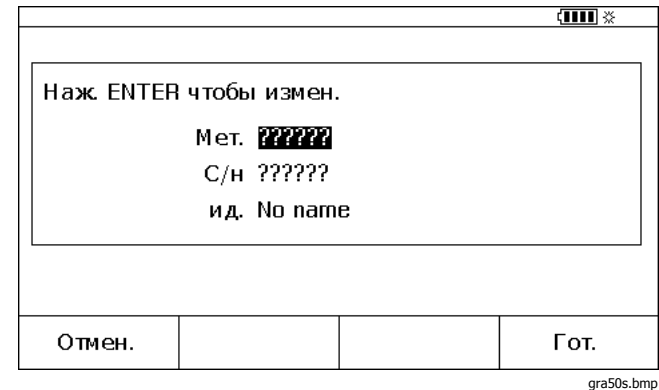 Наж. ENTER чтобы измен.
Мет. ??????
С/н ??????
ид. No name
Отмен. Гот.
gra50s.bmp